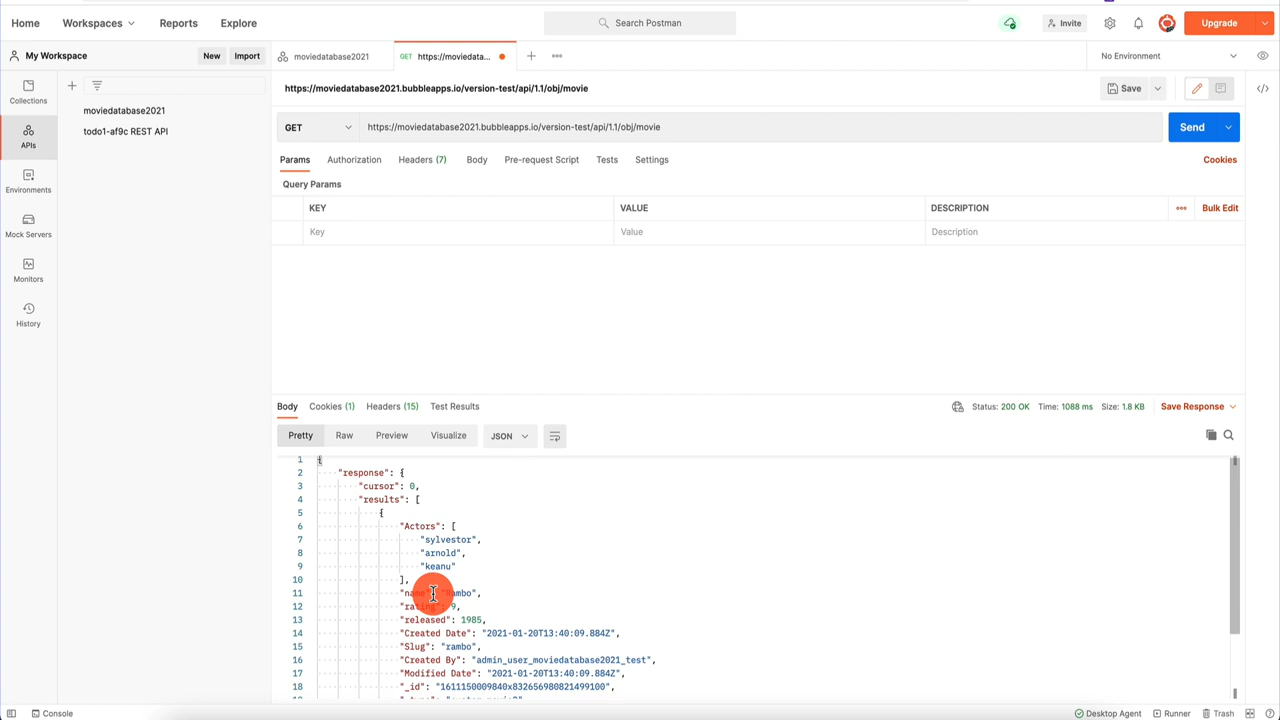 Home Workspaces Reports Explore Search Postman Invite Upgrade
My Workspace New Import moviedatabase2021 GET https://moviedata... No Environment
Collections
APIs
Environments
Mock Servers
Monitors
History
moviedatabase2021
todo1-af9c REST API
https://moviedatabase2021.bubbleapps.io/version-test/api/1.1/obj/movie Save
GET https://moviedatabase2021.bubbleapps.io/version-test/api/1.1/obj/movie Send
Params Authorization Headers (7) Body Pre-request Script Tests Settings Cookies
Query Params
KEY VALUE DESCRIPTION Bulk Edit
Key Value Description
Body Cookies (1) Headers (15) Test Results Status: 200 OK Time: 1088 ms Size: 1.8 KB Save Response
Pretty Raw Preview Visualize JSON
1 {
2 "response": {
3 "cursor": 0,
4 "results": [
5 {
6 "Actors": [
7 "sylvestor",
8 "arnold",
9 "keanu"
10 ],
11 "name": "Rambo",
12 "rating": 9,
13 "released": 1985,
14 "Created Date": "2021-01-20T13:40:09.884Z",
15 "Slug": "rambo",
16 "Created By": "admin_user_moviedatabase2021_test",
17 "Modified Date": "2021-01-20T13:40:09.884Z",
18 "_id": "1611150009840x832656980821499100",
Console Desktop Agent Runner Trash